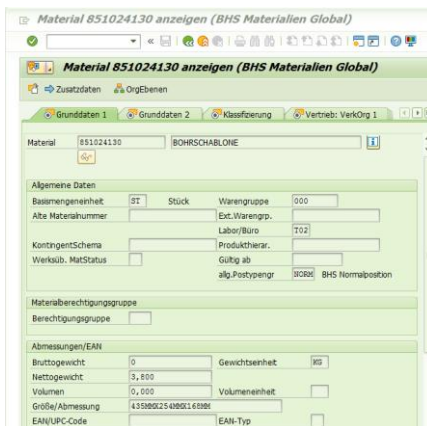 Material 851024130 anzeigen (BHS Materialien Global)
Material 851024130 anzeigen (BHS Materialien Global)
Zusatzdaten OrgEbenen
Grunddaten 1 Grunddaten 2 Klassifizierung Vertrieb: VerkOrg 1
Material 851024130 BOHRSCHABLONE
Allgemeine Daten
Basismengeneinheit ST Stück Warengruppe 000
Alte Materialnummer Ext.Warengrp.
Labor/Büro T02
KontingentSchema Produkthierar.
Werksüb. MatStatus Gültig ab
allg.Postypengr NORM BHS Normalposition
Materialberechtigungsgruppe
Berechtigungsgruppe
Abmessungen/EAN
Bruttogewicht 0 Gewichtseinheit
Nettogewicht 3,800
Volumen 0,000 Volumeneinheit
Größe/Abmessung 435MMX254MMX168MM
EAN/UPC-Code EAN-Typ